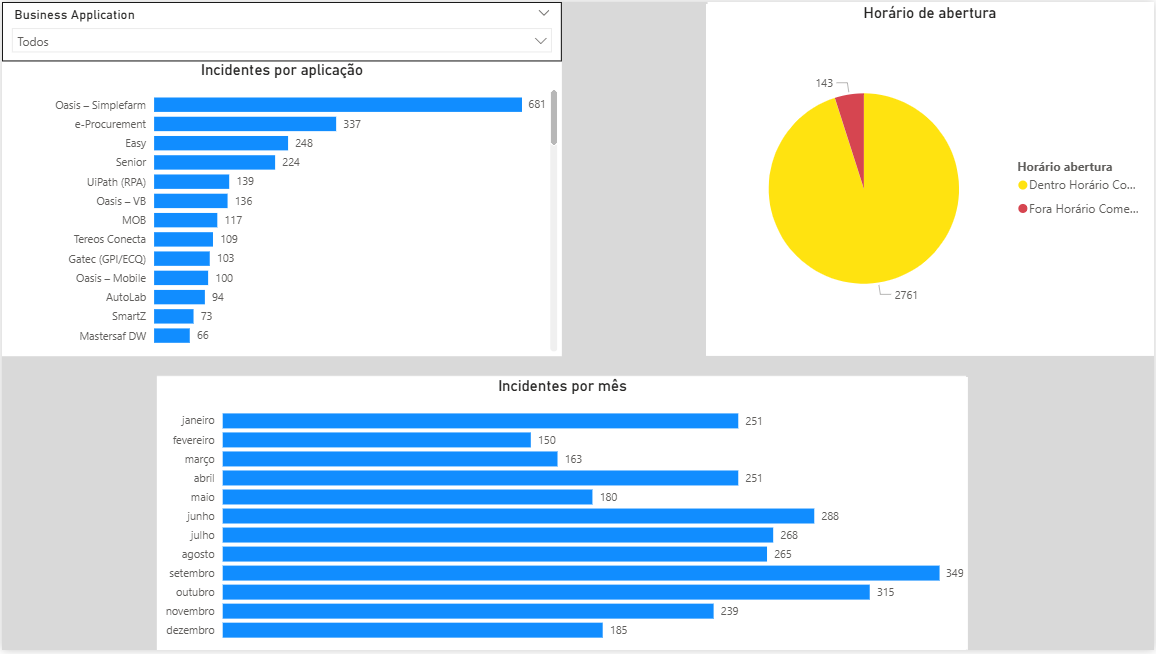 Business Application
Todos
Incidentes por aplicação
Oasis – Simplefarm 681
e-Procurement 337
Easy 248
Senior 224
UiPath (RPA) 139
Oasis – VB 136
MOB 117
Tereos Conecta 109
Gatec (GPI/ECQ) 103
Oasis – Mobile 100
AutoLab 94
SmartZ 73
Mastersaf DW 66
Horário de abertura
143
2761
Horário abertura
Dentro Horário Co...
Fora Horário Come...
Incidentes por mês
janeiro 251
fevereiro 150
março 163
abril 251
maio 180
junho 288
julho 268
agosto 265
setembro 349
outubro 315
novembro 239
dezembro 185